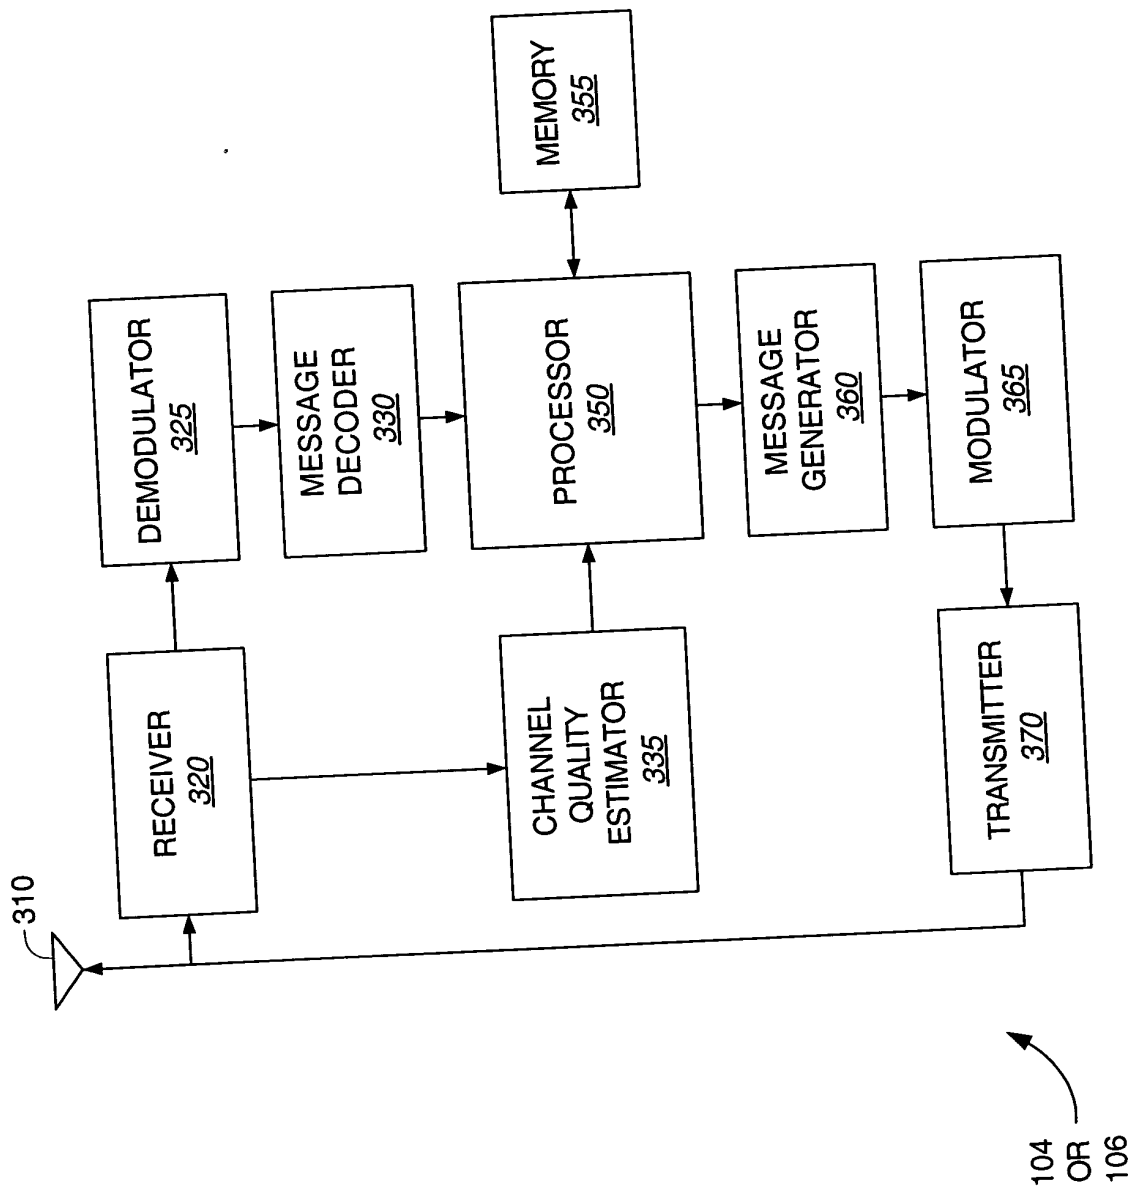 310
RECEIVER
320
DEMODULATOR
325
MESSAGE
DECODER
330
CHANNEL
QUALITY
ESTIMATOR
335
PROCESSOR
350
MEMORY
355
MESSAGE
GENERATOR
360
MODULATOR
365
TRANSMITTER
370
104
OR
106